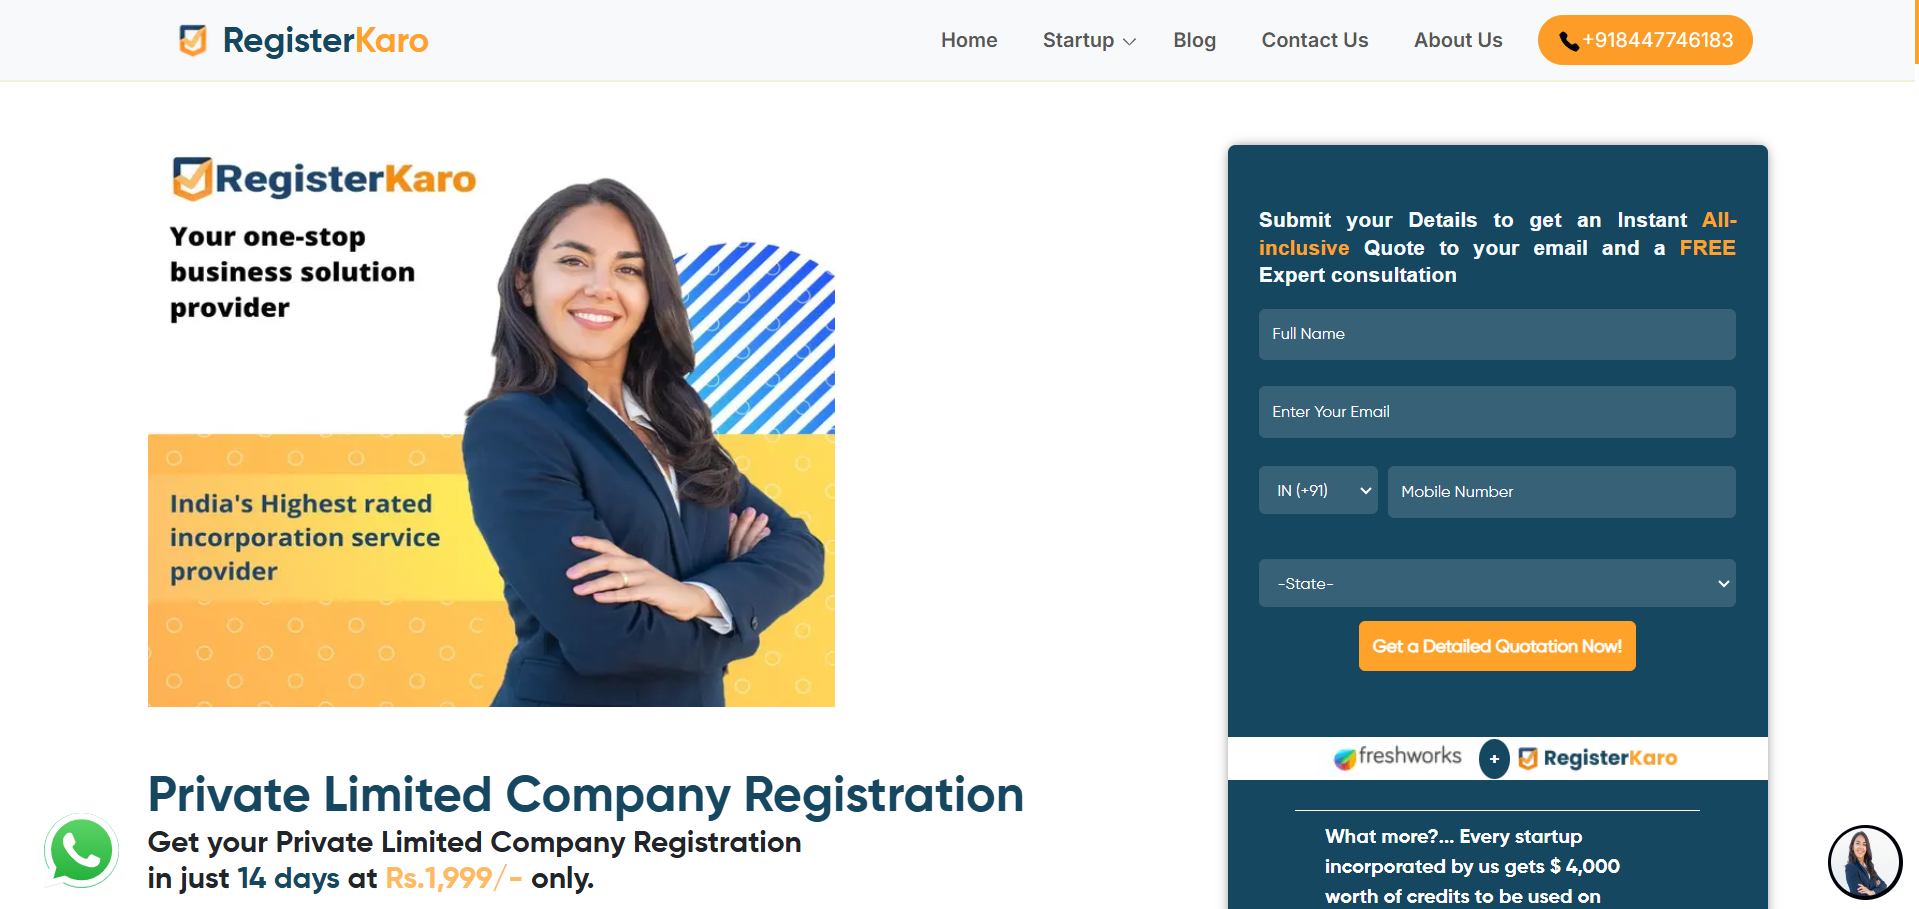 RegisterKaro
Home
Startup
Blog
Contact Us
About Us
+918447746183
RegisterKaro
Your one-stop
business solution
provider
India's Highest rated
incorporation service
provider
Private Limited Company Registration
Get your Private Limited Company Registration
in just 14 days at Rs.1,999/- only.
Submit your Details to get an Instant All-
inclusive Quote to your email and a FREE
Expert consultation
Full Name
Enter Your Email
IN (+91)
Mobile Number
-State-
Get a Detailed Quotation Now!
freshworks + RegisterKaro
What more?... Every startup
incorporated by us gets $ 4,000
worth of credits to be used on